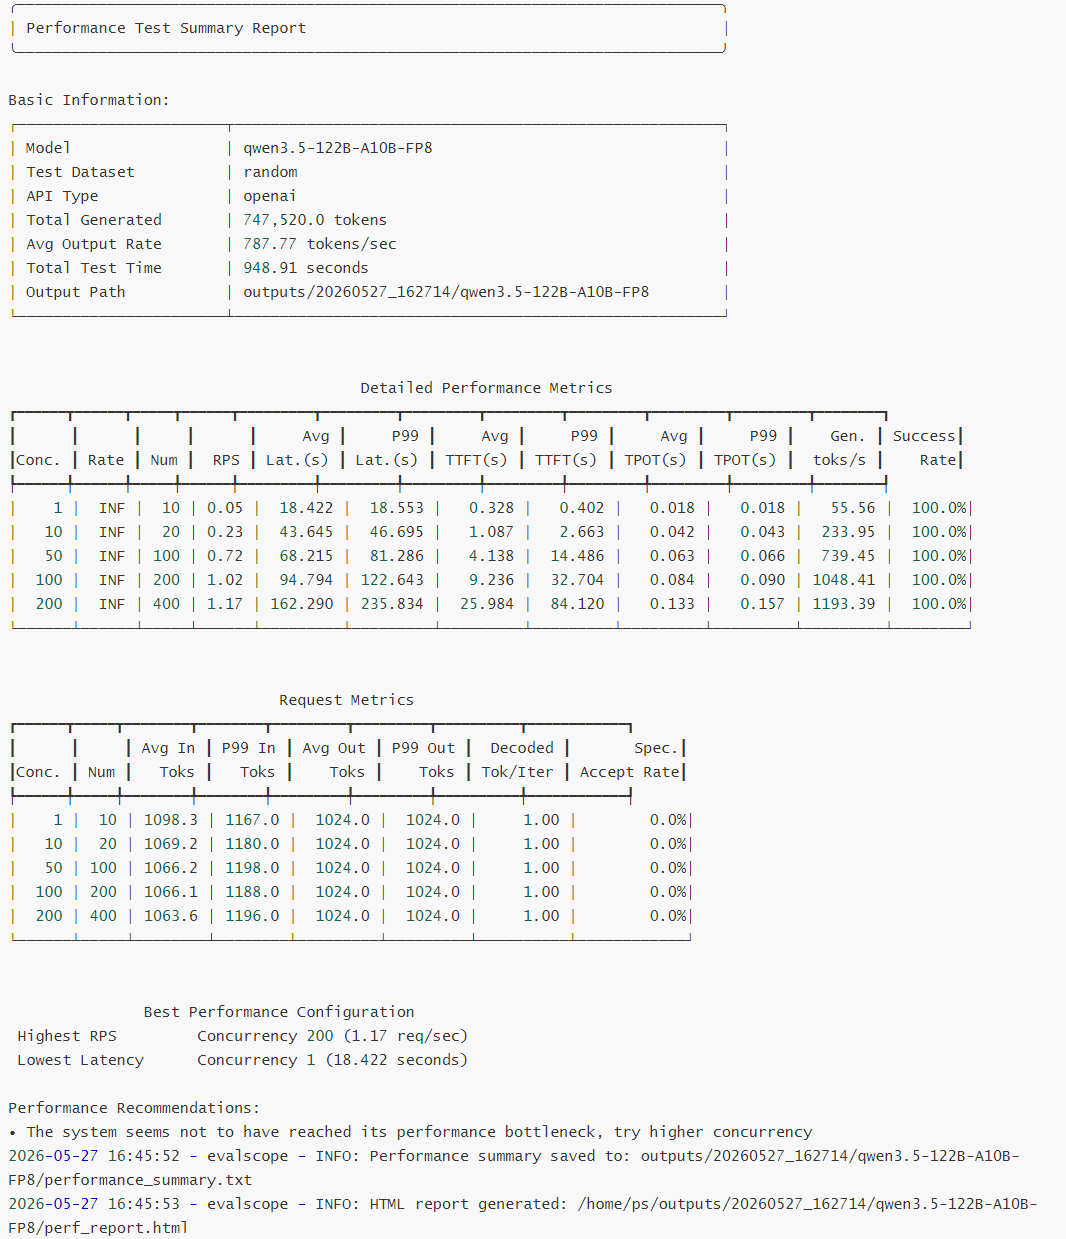 Performance Test Summary Report
Basic Information:
| Model | qwen3.5-122B-A10B-FP8 |
| Test Dataset | random |
| API Type | openai |
| Total Generated | 747,520.0 tokens |
| Avg Output Rate | 787.77 tokens/sec |
| Total Test Time | 948.91 seconds |
| Output Path | outputs/20260527_162714/qwen3.5-122B-A10B-FP8 |
Detailed Performance Metrics
| | | | | Avg | P99 | Avg | P99 | Avg | P99 | Gen. | Success|
|Conc. | Rate | Num | RPS | Lat.(s) | Lat.(s) | TTFT(s) | TTFT(s) | TPOT(s) | TPOT(s) | toks/s | Rate|
| 1 | INF | 10 | 0.05 | 18.422 | 18.553 | 0.328 | 0.402 | 0.018 | 0.018 | 55.56 | 100.0%|
| 10 | INF | 20 | 0.23 | 43.645 | 46.695 | 1.087 | 2.663 | 0.042 | 0.043 | 233.95 | 100.0%|
| 50 | INF | 100 | 0.72 | 68.215 | 81.286 | 4.138 | 14.486 | 0.063 | 0.066 | 739.45 | 100.0%|
| 100 | INF | 200 | 1.02 | 94.794 | 122.643 | 9.236 | 32.704 | 0.084 | 0.090 | 1048.41 | 100.0%|
| 200 | INF | 400 | 1.17 | 162.290 | 235.834 | 25.984 | 84.120 | 0.133 | 0.157 | 1193.39 | 100.0%|
Request Metrics
| | | Avg In | P99 In | Avg Out | P99 Out | Decoded | Spec.|
|Conc. | Num | Toks | Toks | Toks | Toks | Tok/Iter | Accept Rate|
| 1 | 10 | 1098.3 | 1167.0 | 1024.0 | 1024.0 | 1.00 | 0.0%|
| 10 | 20 | 1069.2 | 1180.0 | 1024.0 | 1024.0 | 1.00 | 0.0%|
| 50 | 100 | 1066.2 | 1198.0 | 1024.0 | 1024.0 | 1.00 | 0.0%|
| 100 | 200 | 1066.1 | 1188.0 | 1024.0 | 1024.0 | 1.00 | 0.0%|
| 200 | 400 | 1063.6 | 1196.0 | 1024.0 | 1024.0 | 1.00 | 0.0%|
Best Performance Configuration
Highest RPS Concurrency 200 (1.17 req/sec)
Lowest Latency Concurrency 1 (18.422 seconds)
Performance Recommendations:
• The system seems not to have reached its performance bottleneck, try higher concurrency
2026-05-27 16:45:52 - evalscope - INFO: Performance summary saved to: outputs/20260527_162714/qwen3.5-122B-A10B-
FP8/performance_summary.txt
2026-05-27 16:45:53 - evalscope - INFO: HTML report generated: /home/ps/outputs/20260527_162714/qwen3.5-122B-A10B-
FP8/perf_report.html